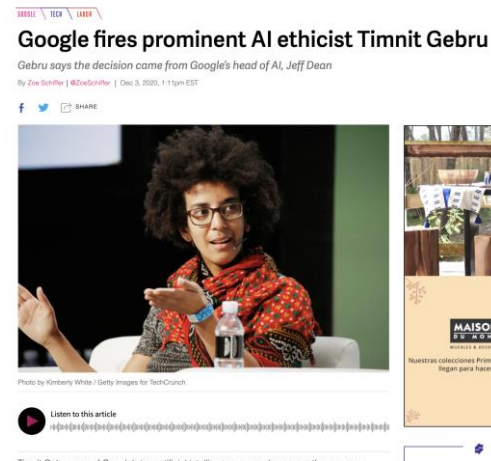 GOOGLE \ TECH \ LABOR \
Google fires prominent AI ethicist Timnit Gebru
Gebru says the decision came from Google's head of AI, Jeff Dean
By Zoe Schiffer | @ZoeSchiffer | Dec 3, 2020, 1:11pm EST
SHARE
Photo by Kimberly White / Getty Images for TechCrunch
Listen to this article
MAISO
DU MON
Nuestras colecciones Prim
llegan para hace